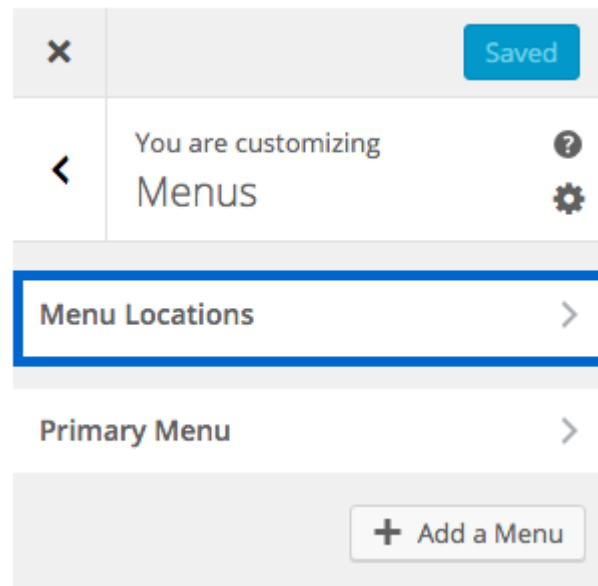 Saved
You are customizing
Menus
Menu Locations
Primary Menu
Add a Menu